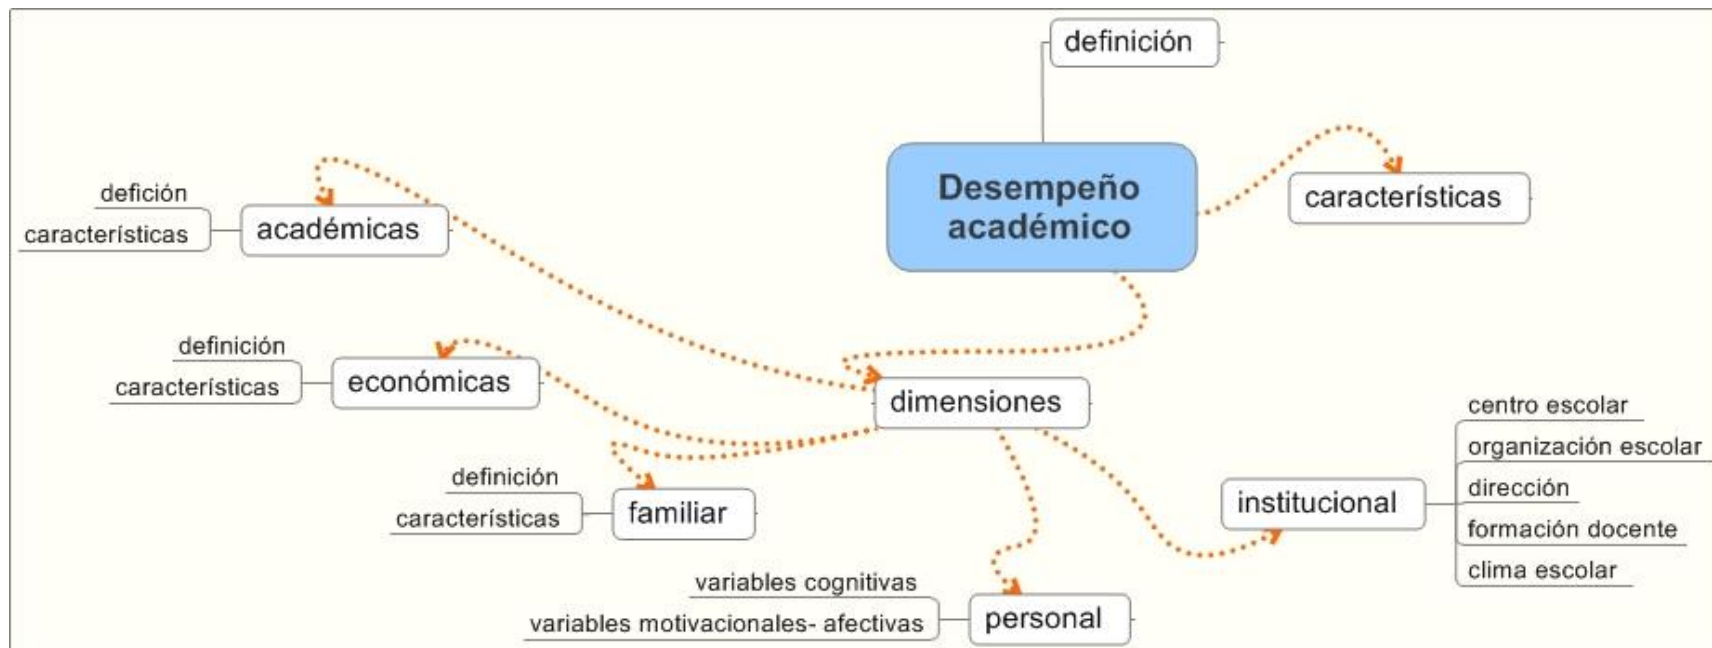 definición
Desempeño
académico
características
defición
características
académicas
definición
características
económicas
dimensiones
definición
características
familiar
variables cognitivas
variables motivacionales- afectivas
personal
institucional
centro escolar
organización escolar
dirección
formación docente
clima escolar